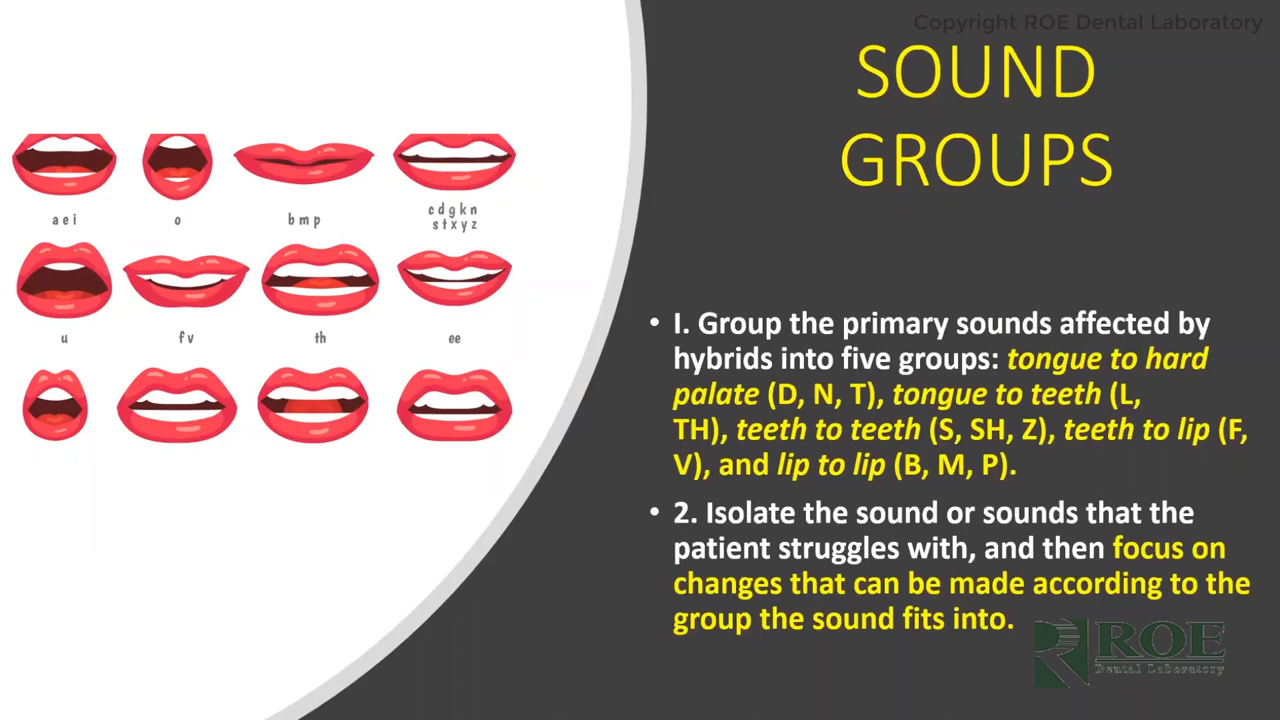 Copyright ROE Dental Laboratory
SOUND
GROUPS
a e i
o
b m p
c d g k n
s t x y z
u
f v
th
ee
• I. Group the primary sounds affected by
hybrids into five groups: tongue to hard
palate (D, N, T), tongue to teeth (L,
TH), teeth to teeth (S, SH, Z), teeth to lip (F,
V), and lip to lip (B, M, P).
• 2. Isolate the sound or sounds that the
patient struggles with, and then focus on
changes that can be made according to the
group the sound fits into.
ROE
Dental Laboratory